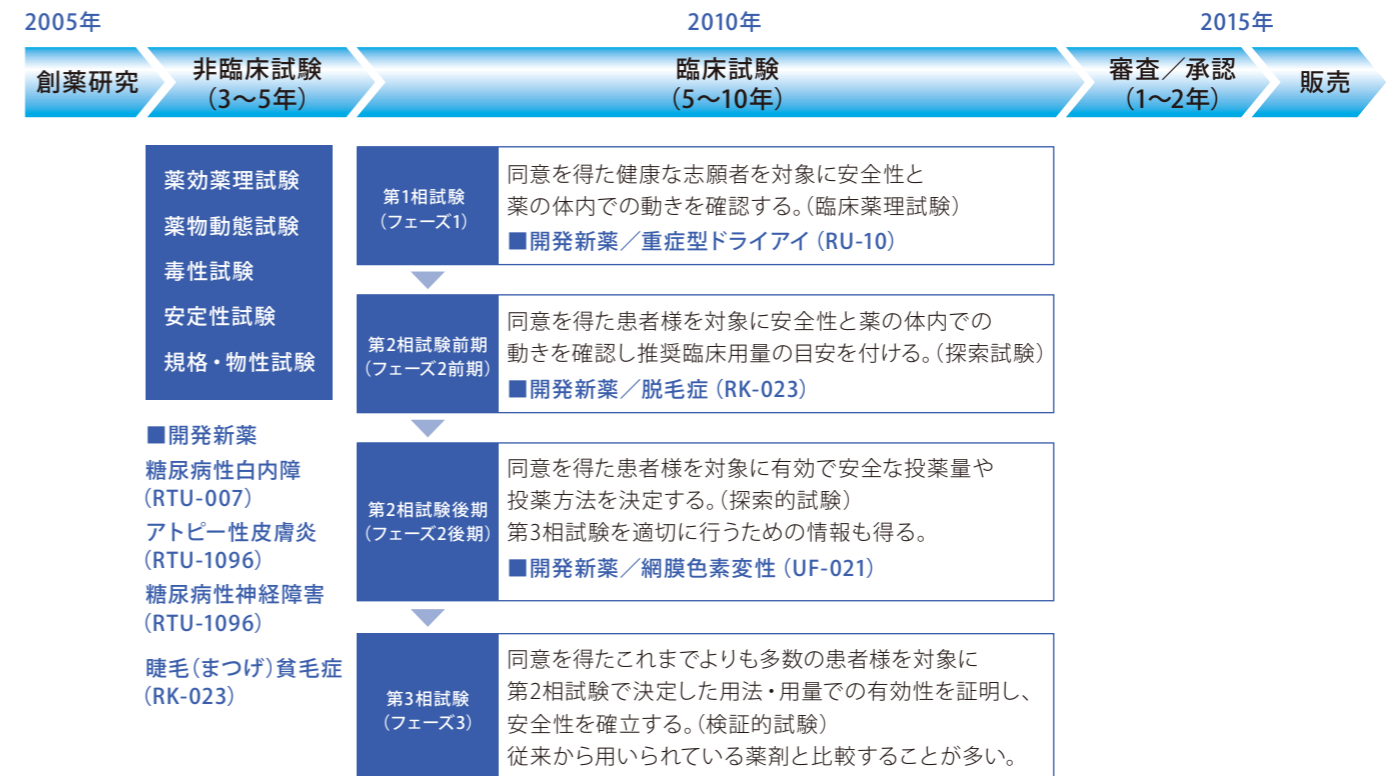 2005年
2010年
2015年
創薬研究
非臨床試験
（3〜5年）
臨床試験
（5〜10年）
審査／承認
（1〜2年）
販売
薬効薬理試験
薬物動態試験
毒性試験
安定性試験
規格・物性試験
■開発新薬
糖尿病性白内障
（RTU-007）
アトピー性皮膚炎
（RTU-1096）
糖尿病性神経障害
（RTU-1096）
睫毛（まつげ）貧毛症
（RK-023）
第1相試験
（フェーズ1）
同意を得た健康な志願者を対象に安全性と
薬の体内での動きを確認する。（臨床薬理試験）
■開発新薬／重症型ドライアイ（RU-10）
第2相試験前期
（フェーズ2前期）
同意を得た患者様を対象に安全性と薬の体内での
動きを確認し推奨臨床用量の目安を付ける。（探索試験）
■開発新薬／脱毛症（RK-023）
第2相試験後期
（フェーズ2後期）
同意を得た患者様を対象に有効で安全な投薬量や
投薬方法を決定する。（探索的試験）
第3相試験を適切に行うための情報も得る。
■開発新薬／網膜色素変性（UF-021）
第3相試験
（フェーズ3）
同意を得たこれまでよりも多数の患者様を対象に
第2相試験で決定した用法・用量での有効性を証明し、
安全性を確立する。（検証的試験）
従来から用いられている薬剤と比較することが多い。